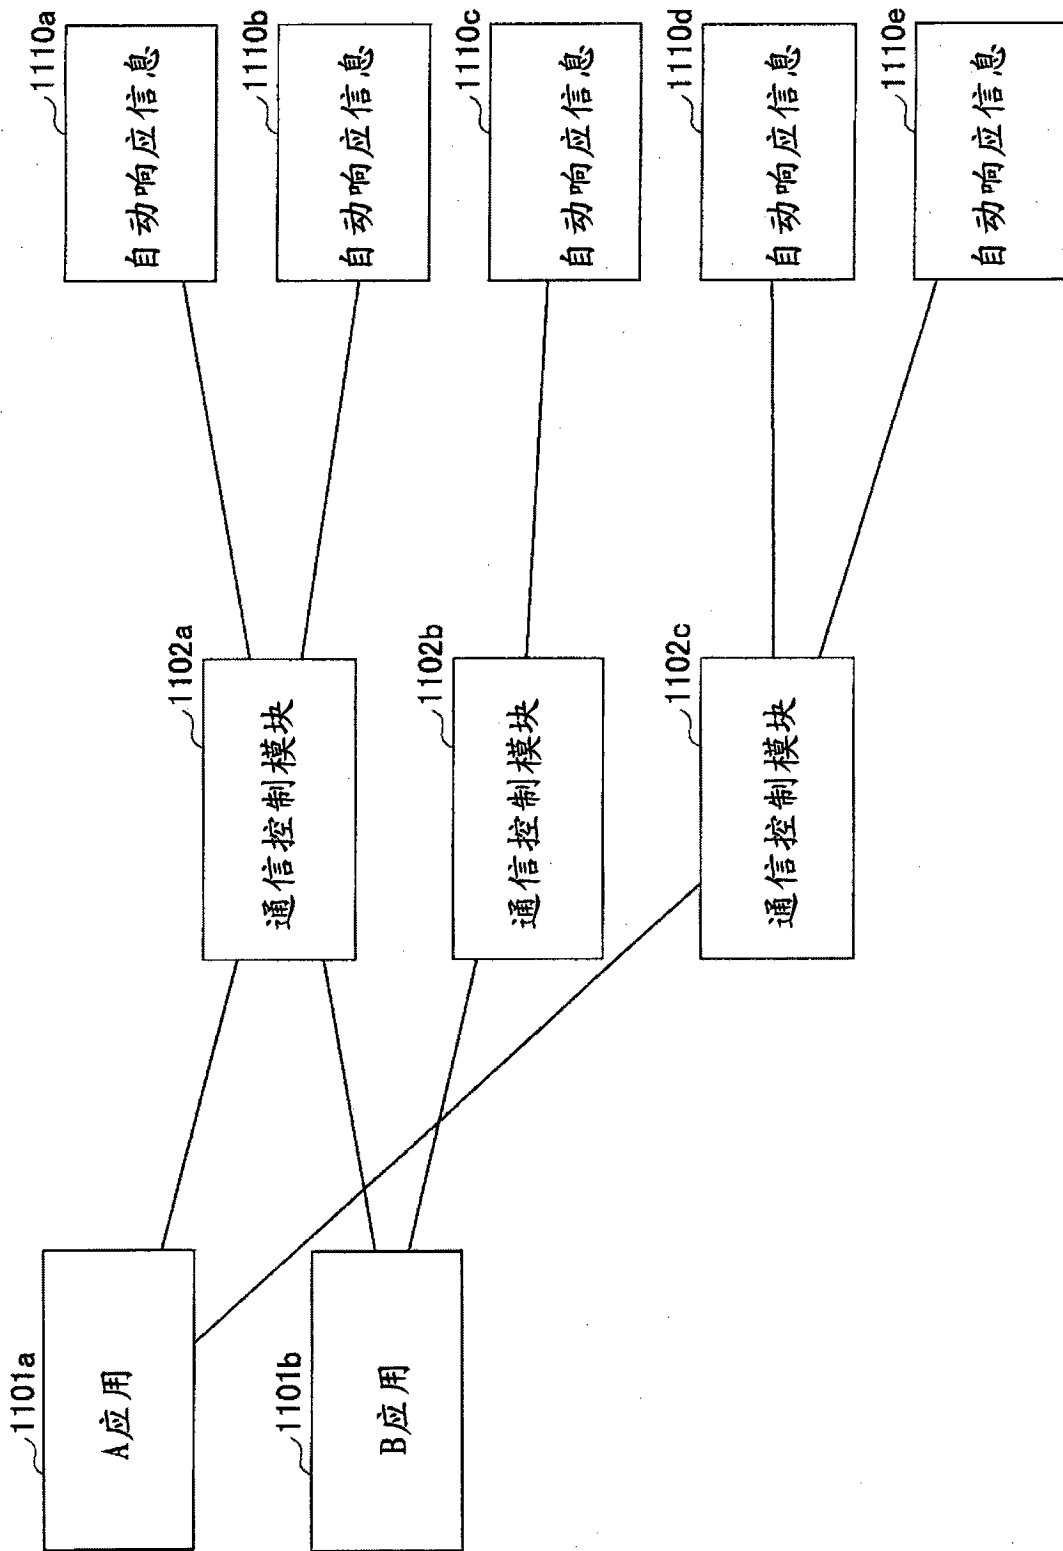 1101a
A应用
1101b
B应用
1102a
通信控制模块
1102b
通信控制模块
1102c
通信控制模块
1110a
自动响应信息
1110b
自动响应信息
1110c
自动响应信息
1110d
自动响应信息
1110e
自动响应信息